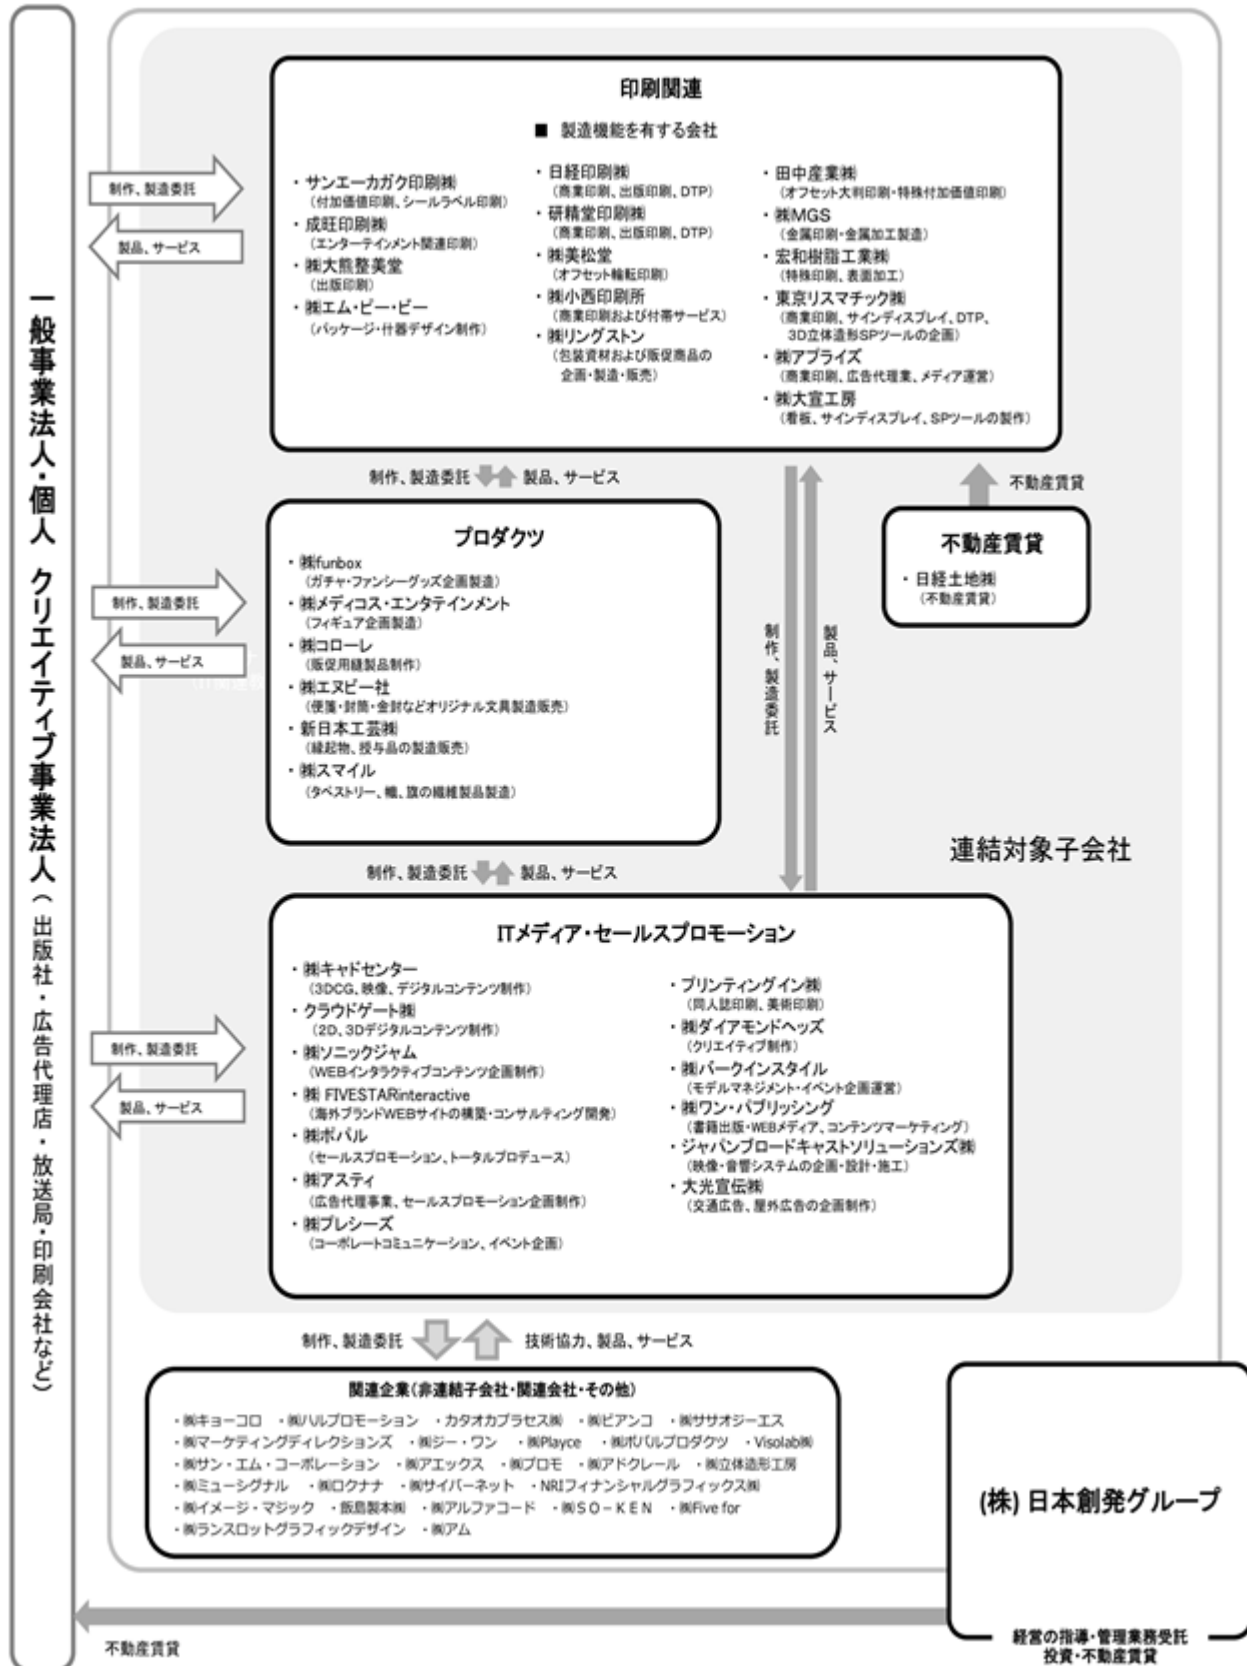 一般事業法人・個人 クリエイティブ事業法人(出版社・広告代理店・放送局・印刷会社など)
印刷関連
■ 製造機能を有する会社
・サンエーカガク印刷㈱
(付加価値印刷、シールラベル印刷)
・成旺印刷㈱
(エンターテインメント関連印刷)
・㈱大熊整美堂
(出版印刷)
・㈱エム・ピー・ビー
(パッケージ・什器デザイン制作)
・日経印刷㈱
(商業印刷、出版印刷、DTP)
・研精堂印刷㈱
(商業印刷、出版印刷、DTP)
・㈱美松堂
(オフセット輪転印刷)
・㈱小西印刷所
(商業印刷および付帯サービス)
・㈱リングストン
(包装資材および販促商品の
企画・製造・販売)
・田中産業㈱
(オフセット大判印刷・特殊付加価値印刷)
・㈱MGS
(金属印刷・金属加工製造)
・宏和樹脂工業㈱
(特殊印刷、表面加工)
・東京リスマチック㈱
(商業印刷、サインディスプレイ、DTP、
3D立体造形SPツールの企画)
・㈱アプライズ
(商業印刷、広告代理業、メディア運営)
・㈱大宣工房
(看板、サインディスプレイ、SPツールの製作)
制作、製造委託
製品、サービス
制作、製造委託
製品、サービス
不動産賃貸
プロダクツ
・㈱funbox
(ガチャ・ファンシーグッズ企画製造)
・㈱メディコス・エンタテインメント
(フィギュア企画製造)
・㈱コローレ
(販促用縫製品制作)
・㈱エヌビー社
(便箋・封筒・金封などオリジナル文具製造販売)
・新日本工芸㈱
(縁起物、授与品の製造販売)
・㈱スマイル
(タペストリー、幟、旗の繊維製品製造)
不動産賃貸
・日経土地㈱
(不動産賃貸)
制作、製造委託
製品、サービス
制作、製造委託
製品、サービス
連結対象子会社
制作、製造委託
製品、サービス
ITメディア・セールスプロモーション
・㈱キャドセンター
(3DCG、映像、デジタルコンテンツ制作)
・クラウドゲート㈱
(2D、3Dデジタルコンテンツ制作)
・㈱ソニックジャム
(WEBインタラクティブコンテンツ企画制作)
・㈱ FIVESTARinteractive
(海外ブランドWEBサイトの構築・コンサルティング開発)
・㈱ポパル
(セールスプロモーション、トータルプロデュース)
・㈱アスティ
(広告代理事業、セールスプロモーション企画制作)
・㈱プレシーズ
(コーポレートコミュニケーション、イベント企画)
・プリンティングイン㈱
(同人誌印刷、美術印刷)
・㈱ダイアモンドヘッズ
(クリエイティブ制作)
・㈱バークインスタイル
(モデルマネジメント・イベント企画運営)
・㈱ワン・パブリッシング
(書籍出版・WEBメディア、コンテンツマーケティング)
・ジャパンブロードキャストソリューションズ㈱
(映像・音響システムの企画・設計・施工)
・大光宣伝㈱
(交通広告、屋外広告の企画制作)
制作、製造委託
製品、サービス
制作、製造委託
技術協力、製品、サービス
関連企業(非連結子会社・関連会社・その他)
・㈱キョーコロ ・㈱ハルプロモーション ・カタオカプラセス㈱ ・㈱ビアンコ ・㈱ササオジーエス
・㈱マーケティングディレクションズ ・㈱ジー・ワン ・㈱Playce ・㈱ポパルプロダクツ ・Visolab㈱
・㈱サン・エム・コーポレーション ・㈱アエックス ・㈱プロモ ・㈱アドクレール ・㈱立体造形工房
・㈱ミューシグナル ・㈱ロクナナ ・㈱サイバーネット ・NRIフィナンシャルグラフィックス㈱
・㈱イメージ・マジック ・飯島製本㈱ ・㈱アルファコード ・㈱SO-KEN ・㈱Five for
・㈱ランスロットグラフィックデザイン ・㈱アム
(株)日本創発グループ
経営の指導・管理業務受託
投資・不動産賃貸
不動産賃貸